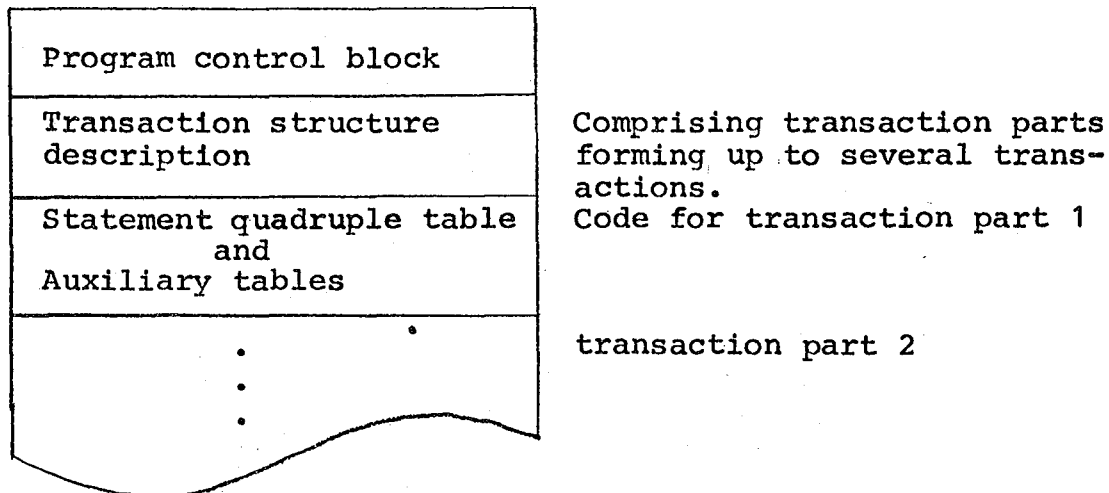 Program control block
Transaction structure
description
Comprising transaction parts
forming up to several trans-
actions.
Statement quadruple table
and
Auxiliary tables
Code for transaction part 1
transaction part 2